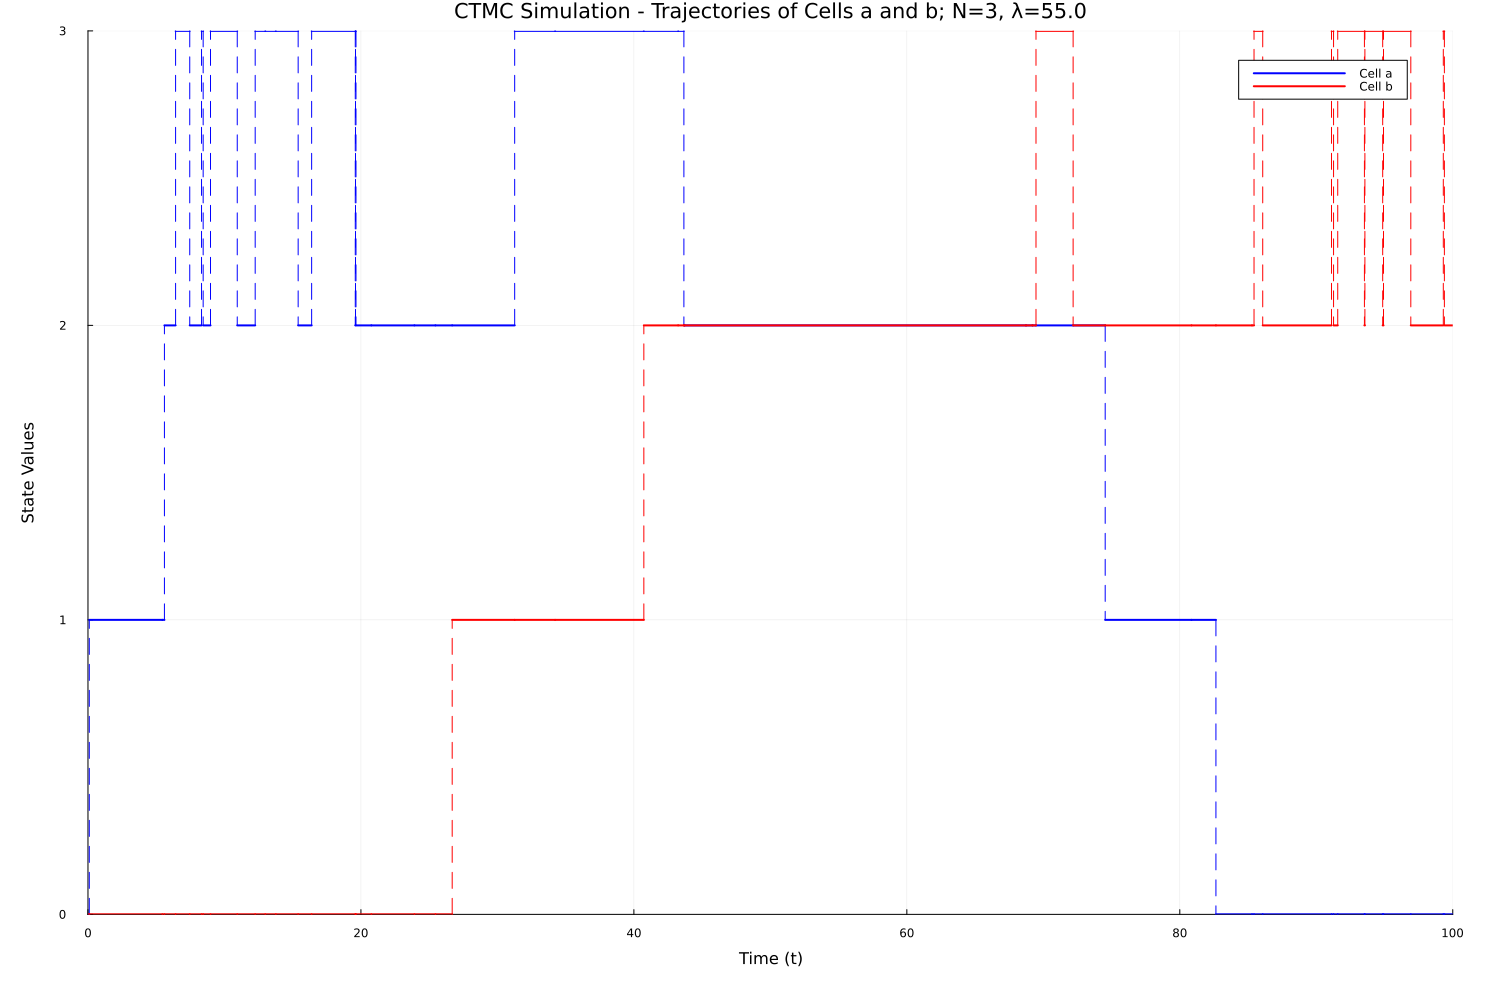 CTMC Simulation - Trajectories of Cells a and b; N=3, λ=55.0
3
Cell a
Cell b
2
State Values
1
0
0 20 40 60 80 100
Time (t)